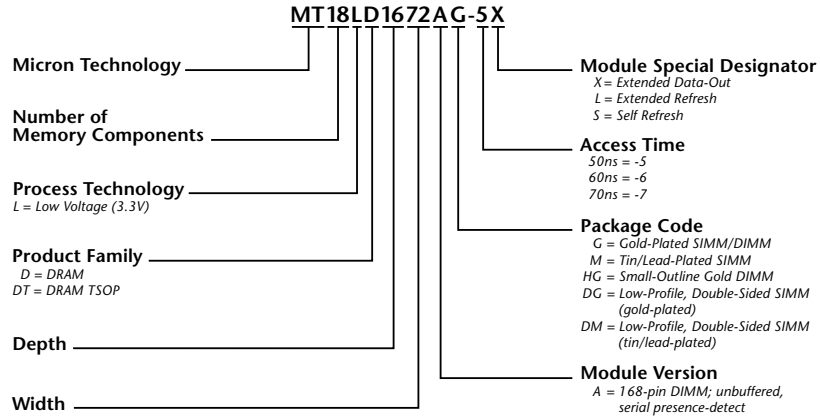 MT18LD1672AG-5X
Micron Technology
Number of
Memory Components
Process Technology
L = Low Voltage (3.3V)
Product Family
D = DRAM
DT = DRAM TSOP
Depth
Width
Module Special Designator
X = Extended Data-Out
L = Extended Refresh
S = Self Refresh
Access Time
50ns = -5
60ns = -6
70ns = -7
Package Code
G = Gold-Plated SIMM/DIMM
M = Tin/Lead-Plated SIMM
HG = Small-Outline Gold DIMM
DG = Low-Profile, Double-Sided SIMM
(gold-plated)
DM = Low-Profile, Double-Sided SIMM
(tin/lead-plated)
Module Version
A = 168-pin DIMM; unbuffered,
serial presence-detect